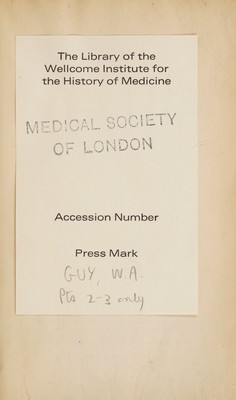 The Library of the
Wellcome Institute for
the History of Medicine
MEDICAL SOCIETY
OF LONDON
Accession Number
Press Mark
GUY, W.A.
Pts 2-3 only